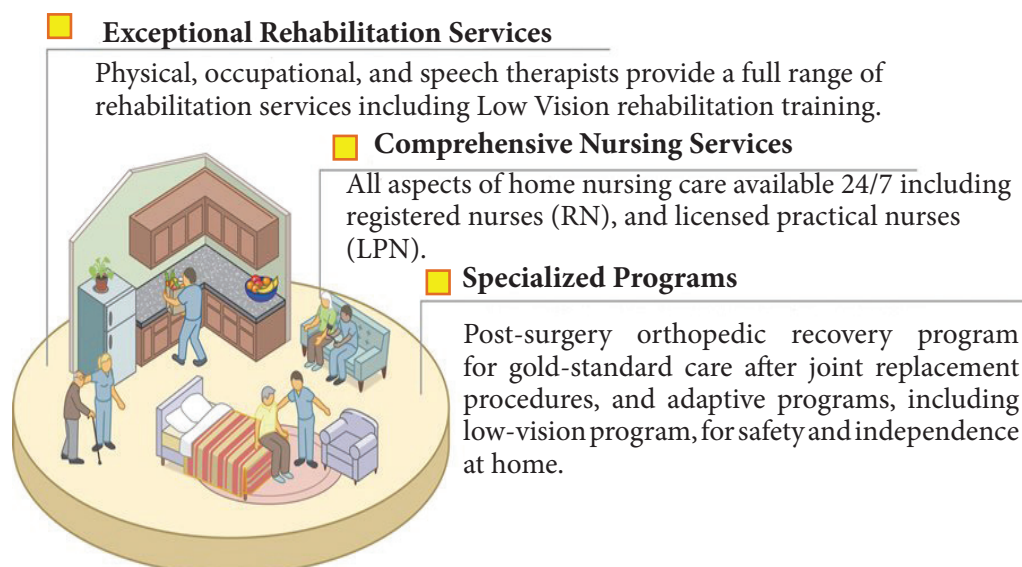 Exceptional Rehabilitation Services
Physical, occupational, and speech therapists provide a full range of
rehabilitation services including Low Vision rehabilitation training.
Comprehensive Nursing Services
All aspects of home nursing care available 24/7 including
registered nurses (RN), and licensed practical nurses
(LPN).
Specialized Programs
Post-surgery orthopedic recovery program
for gold-standard care after joint replacement
procedures, and adaptive programs, including
low-vision program, for safety and independence
at home.